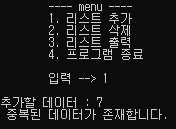 ---- menu ----
1. 리스트 추가
2. 리스트 삭제
3. 리스트 출력
4. 프로그램 종료
입력 --> 1
추가할 데이터 : 7
중복된 데이터가 존재합니다.